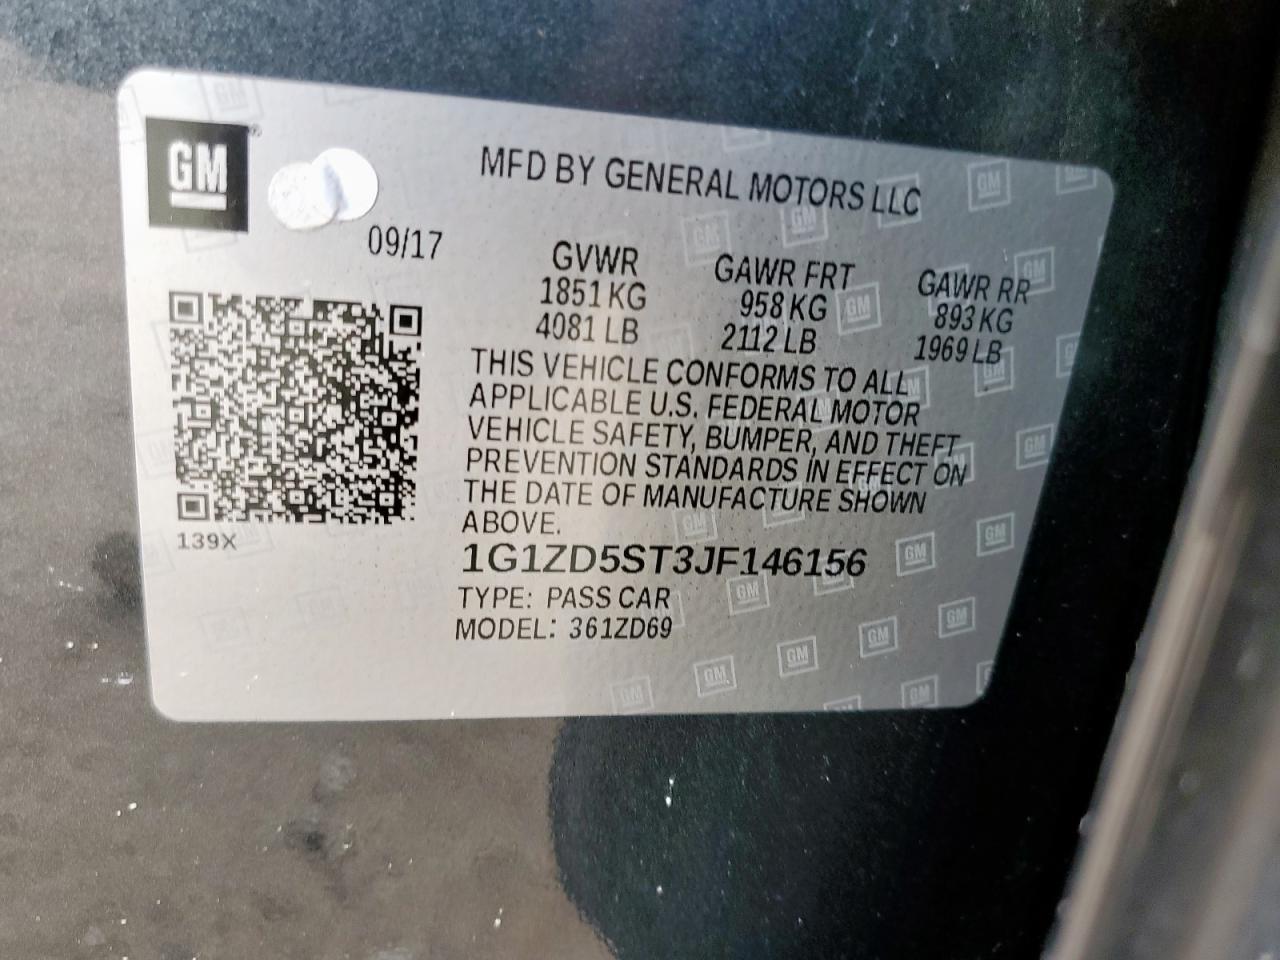 GM
MFD BY GENERAL MOTORS LLC
09/17
GVWR GAWR FRT GAWR RR
1851 KG 958 KG 893 KG
4081 LB 2112 LB 1969 LB
THIS VEHICLE CONFORMS TO ALL
APPLICABLE U.S. FEDERAL MOTOR
VEHICLE SAFETY, BUMPER, AND THEFT
PREVENTION STANDARDS IN EFFECT ON
THE DATE OF MANUFACTURE SHOWN
ABOVE.
139X
1G1ZD5ST3JF146156
TYPE: PASS CAR
MODEL: 361ZD69